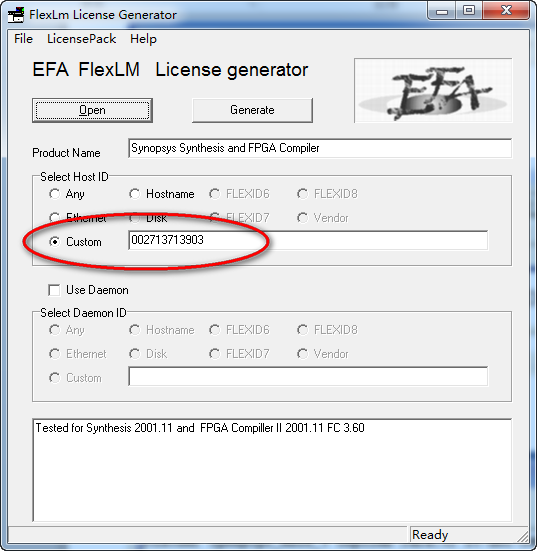 FlexLm License Generator
File LicensePack Help
EFA FlexLM License generator
EFA
Open Generate
Product Name Synopsys Synthesis and FPGA Compiler
Select Host ID
Any Hostname FLEXID6 FLEXID8
Ethernet Disk FLEXID7 Vendor
Custom 002713713903
Use Daemon
Select Daemon ID
Any Hostname FLEXID6 FLEXID8
Ethernet Disk FLEXID7 Vendor
Custom
Tested for Synthesis 2001.11 and FPGA Compiller II 2001.11 FC 3.60
Ready